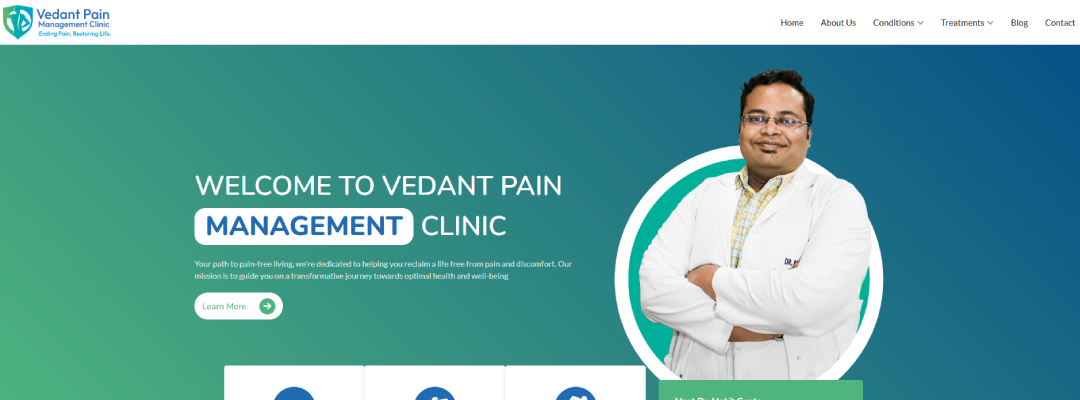 Vedant Pain
Management Clinic
Ending Pain, Restoring Life.
Home About Us Conditions Treatments Blog Contact
WELCOME TO VEDANT PAIN
MANAGEMENT CLINIC
Your path to pain-free living, we're dedicated to helping you reclaim a life free from pain and discomfort. Our
mission is to guide you on a transformative journey towards optimal health and well-being
Learn More
DR.